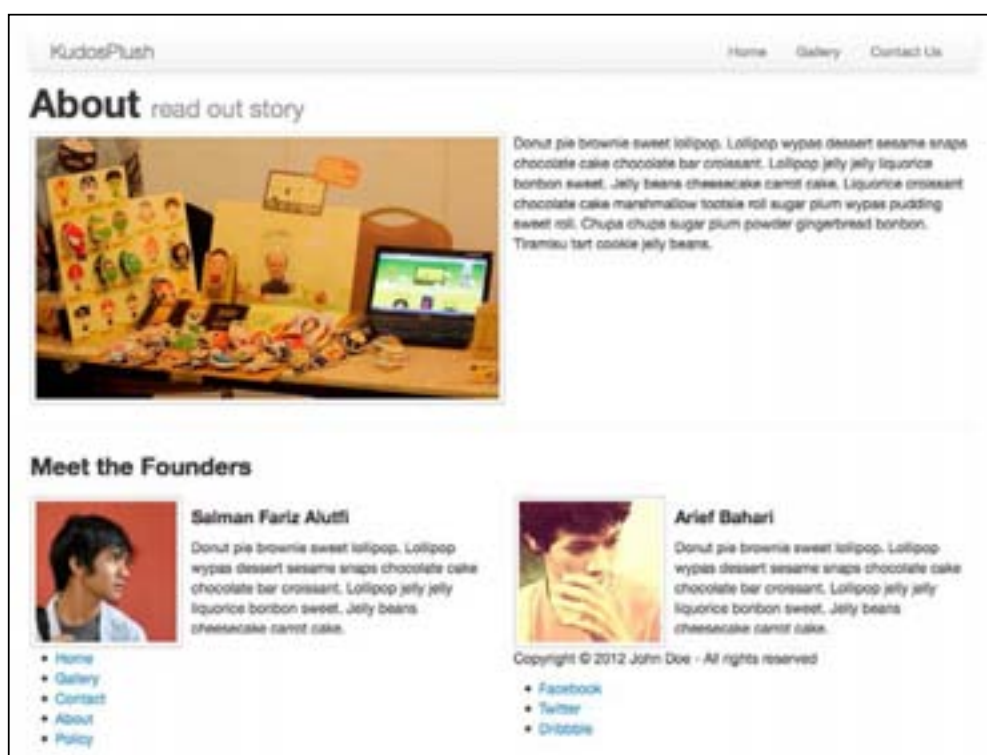 KudosPlush
Home Gallery Contact Us
About read out story
Donut pie brownie sweet lollipop. Lollipop wypas dessert sesame snaps
chocolate cake chocolate bar croissant. Lollipop jelly jelly liquorice
bonbon sweet. Jelly beans cheesecake carrot cake. Liquorice croissant
chocolate cake marshmallow tootsie roll sugar plum wypas pudding
sweet roll. Chupa chups sugar plum powder gingerbread bonbon.
Tiramisu tart cookie jelly beans.
Meet the Founders
Salman Fariz Alutfi
Donut pie brownie sweet lollipop. Lollipop
wypas dessert sesame snaps chocolate cake
chocolate bar croissant. Lollipop jelly jelly
liquorice bonbon sweet. Jelly beans
cheesecake carrot cake.
Home
Gallery
Contact
About
Policy
Arief Bahari
Donut pie brownie sweet lollipop. Lollipop
wypas dessert sesame snaps chocolate cake
chocolate bar croissant. Lollipop jelly jelly
liquorice bonbon sweet. Jelly beans
cheesecake carrot cake.
Copyright © 2012 John Doe - All rights reserved
Facebook
Twitter
Dribbble